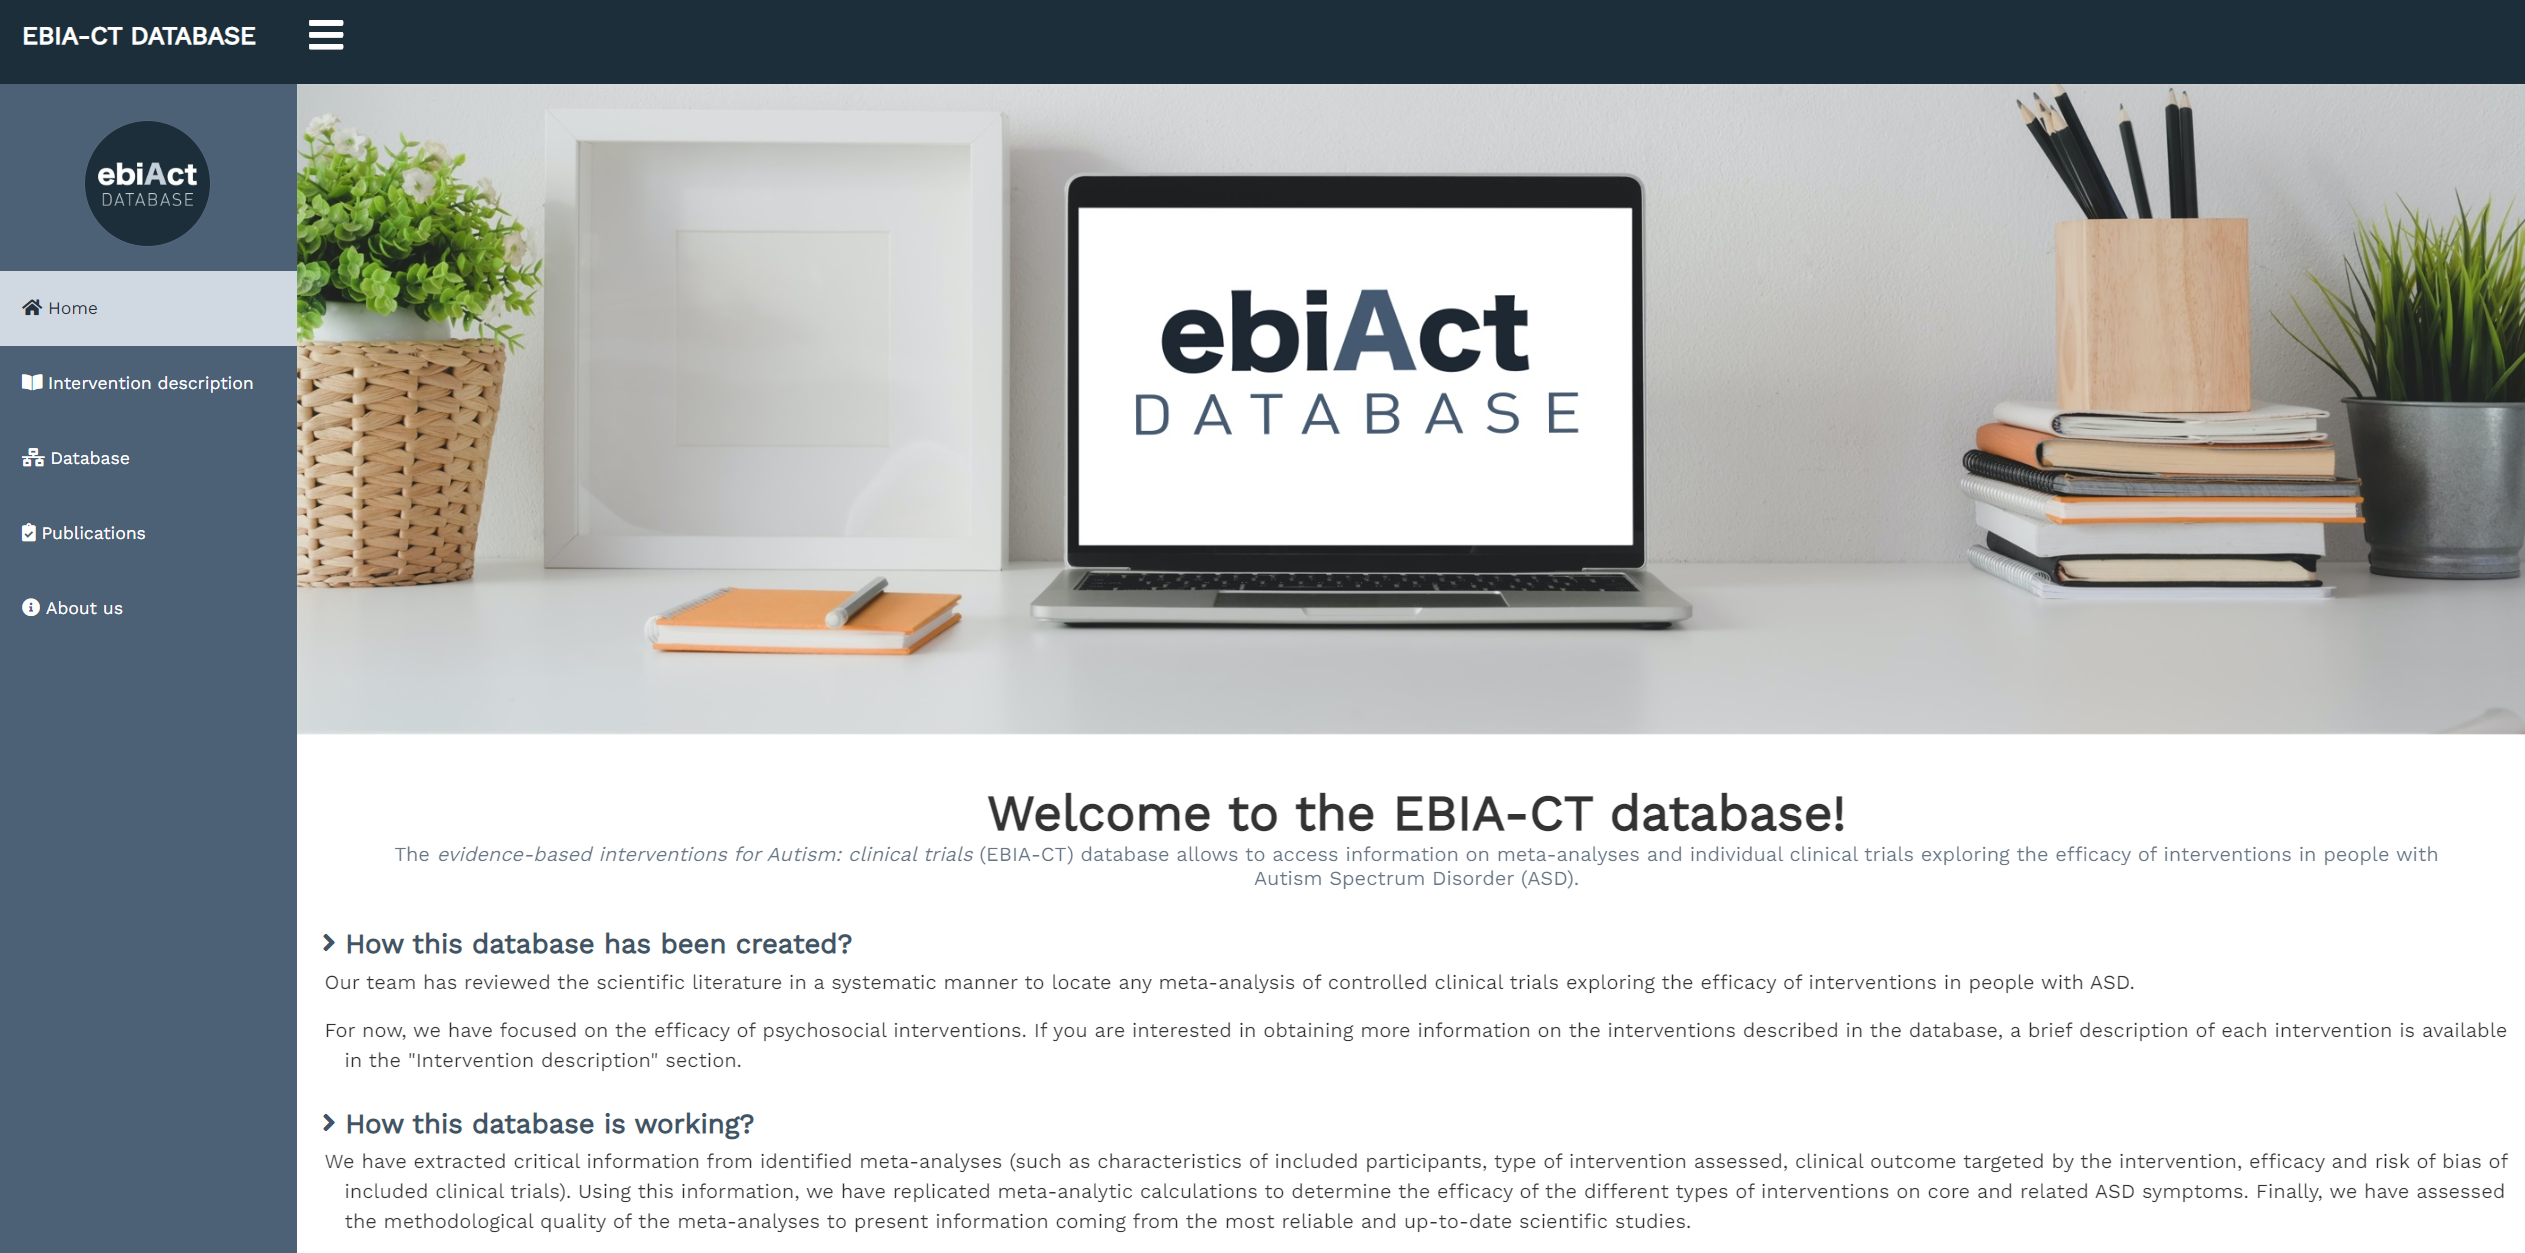 EBIA-CT DATABASE
ebiAct
DATABASE
Home
Intervention description
Database
Publications
About us
ebiAct
DATABASE
Welcome to the EBIA-CT database!
The evidence-based interventions for Autism: clinical trials (EBIA-CT) database allows to access information on meta-analyses and individual clinical trials exploring the efficacy of interventions in people with
Autism Spectrum Disorder (ASD).
How this database has been created?
Our team has reviewed the scientific literature in a systematic manner to locate any meta-analysis of controlled clinical trials exploring the efficacy of interventions in people with ASD.
For now, we have focused on the efficacy of psychosocial interventions. If you are interested in obtaining more information on the interventions described in the database, a brief description of each intervention is available
in the "Intervention description" section.
How this database is working?
We have extracted critical information from identified meta-analyses (such as characteristics of included participants, type of intervention assessed, clinical outcome targeted by the intervention, efficacy and risk of bias of
included clinical trials). Using this information, we have replicated meta-analytic calculations to determine the efficacy of the different types of interventions on core and related ASD symptoms. Finally, we have assessed
the methodological quality of the meta-analyses to present information coming from the most reliable and up-to-date scientific studies.